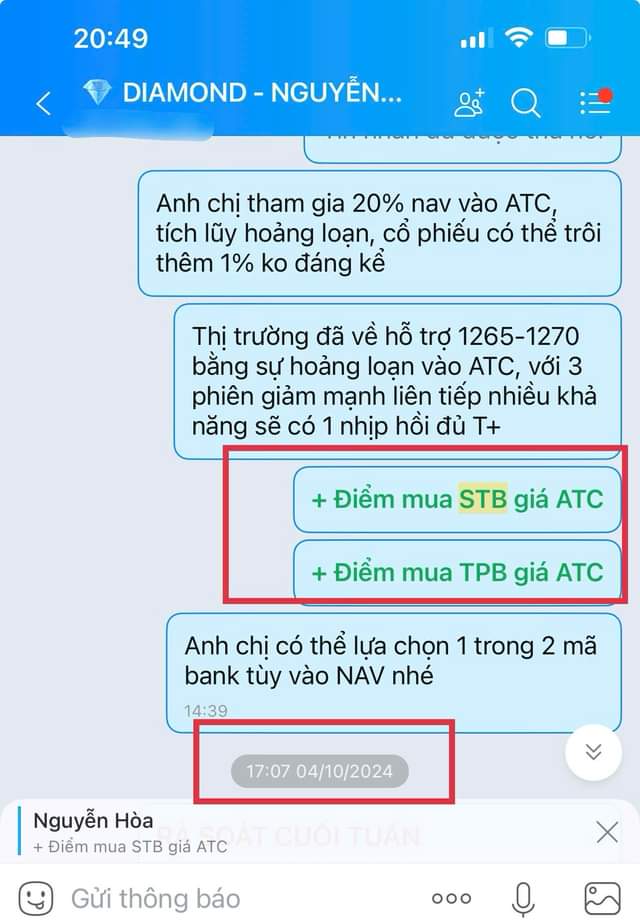 20:49
DIAMOND - NGUYỄN...
Anh chị tham gia 20% nav vào ATC,
tích lũy hoảng loạn, cổ phiếu có thể trôi
thêm 1% ko đáng kể
Thị trường đã về hỗ trợ 1265-1270
bằng sự hoảng loạn vào ATC, với 3
phiên giảm mạnh liên tiếp nhiều khả
năng sẽ có 1 nhịp hồi đủ T+
+ Điểm mua STB giá ATC
+ Điểm mua TPB giá ATC
Anh chị có thể lựa chọn 1 trong 2 mã
bank tùy vào NAV nhé
14:39
17:07 04/10/2024
RÀ SOÁT CUỐI TUẦN
Nguyễn Hòa
+ Điểm mua STB giá ATC
Gửi thông báo